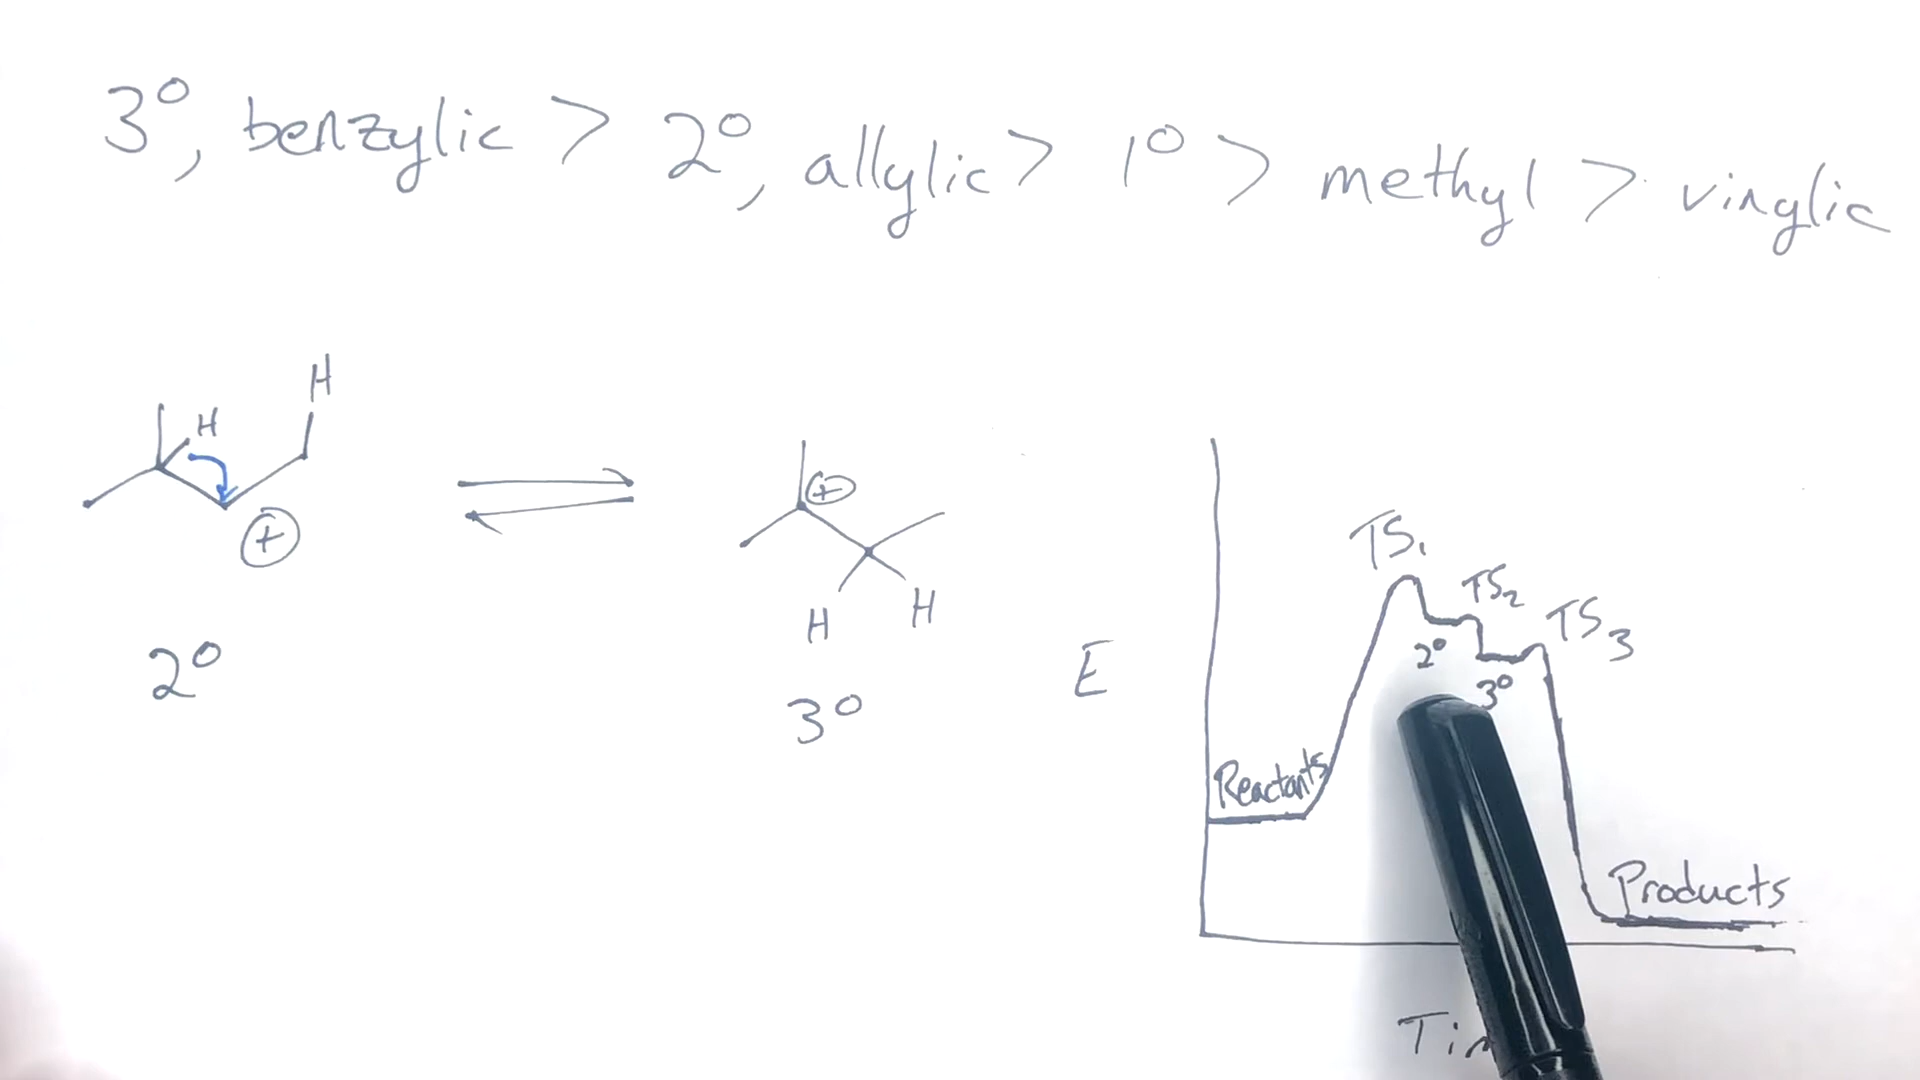 3°, benzylic > 2°, allylic > 1° > methyl > vinylic
H
H
+
+
H
H
2°
3°
TS1
TS2
TS3
2°
3°
E
Reactants
Products